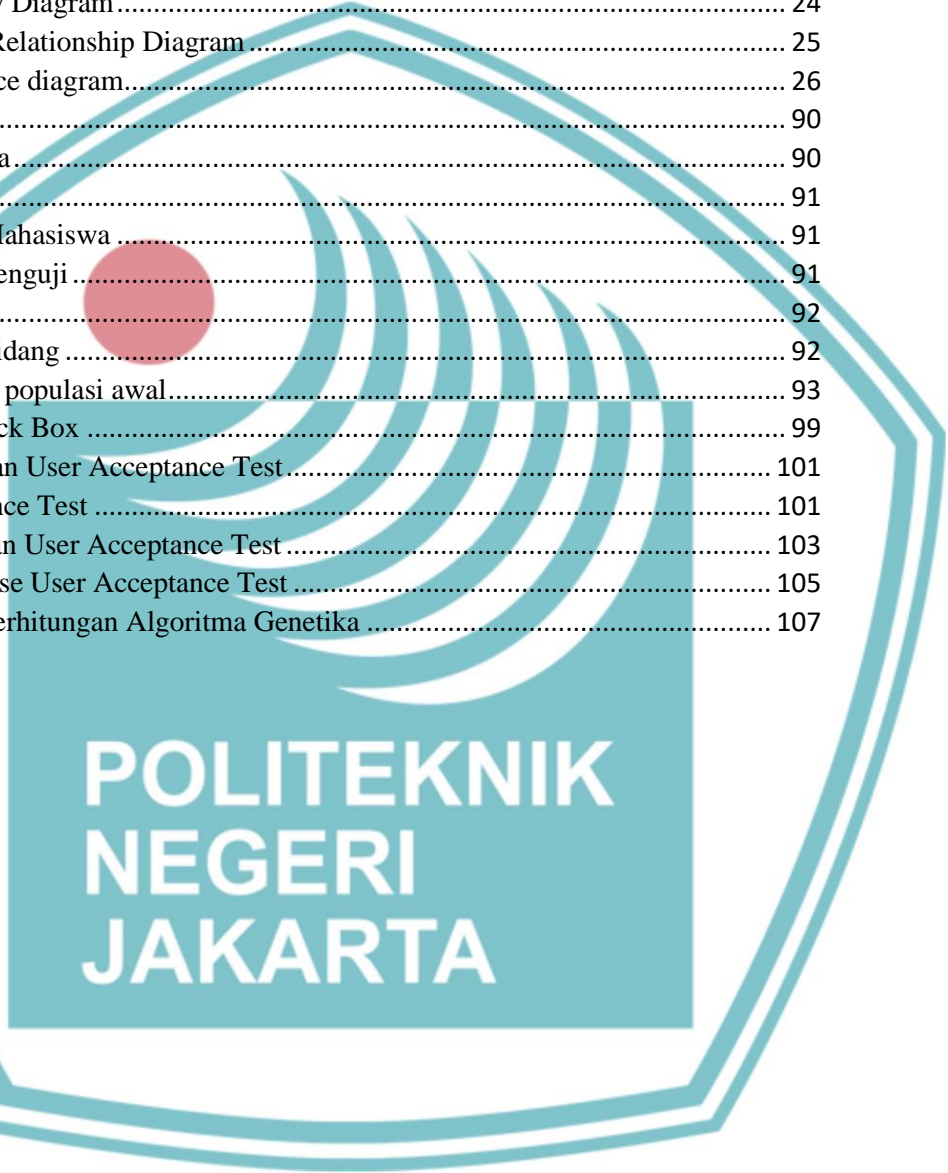 Diagram ........ 24
Relationship Diagram ........ 25
ce diagram ........ 26
........ 90
a ........ 90
........ 91
Mahasiswa ........ 91
enguji ........ 91
........ 92
idang ........ 92
populasi awal ........ 93
ck Box ........ 99
an User Acceptance Test ........ 101
nce Test ........ 101
an User Acceptance Test ........ 103
se User Acceptance Test ........ 105
erhitungan Algoritma Genetika ........ 107
POLITEKNIK
NEGERI
JAKARTA